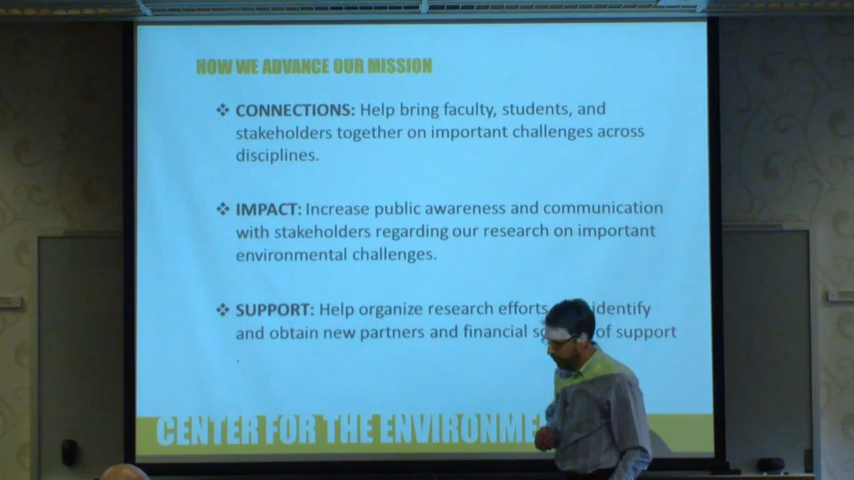 HOW WE ADVANCE OUR MISSION
❖ CONNECTIONS: Help bring faculty, students, and
stakeholders together on important challenges across
disciplines.
❖ IMPACT: Increase public awareness and communication
with stakeholders regarding our research on important
environmental challenges.
❖ SUPPORT: Help organize research efforts identify
and obtain new partners and financial of support
.
CENTER FOR THE ENVIRONME